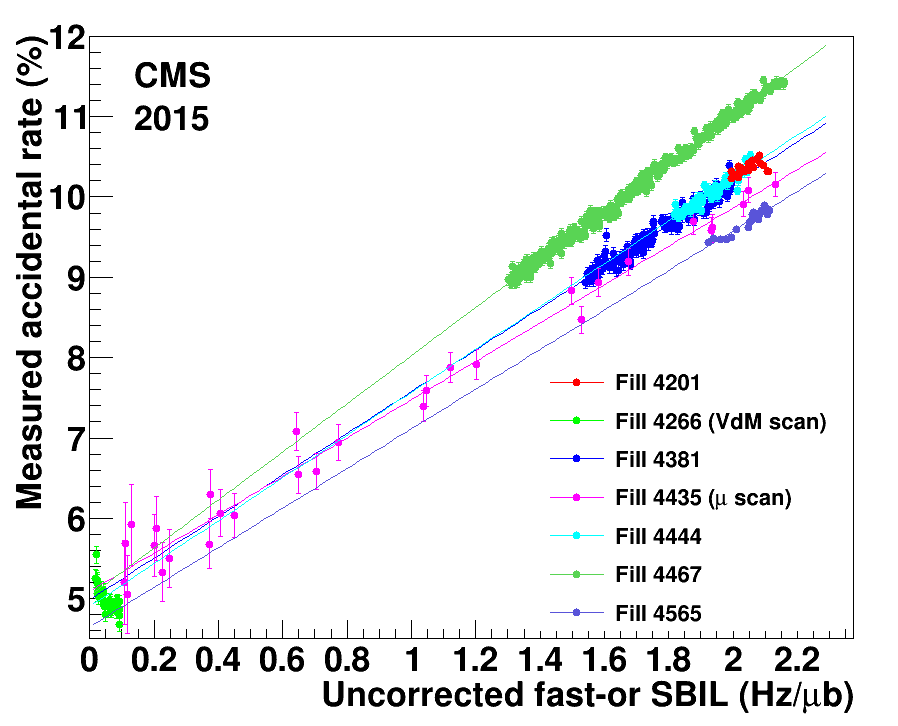 CMS
2015
Measured accidental rate (%)
12
11
10
9
8
7
6
5
Fill 4201
Fill 4266 (VdM scan)
Fill 4381
Fill 4435 (μ scan)
Fill 4444
Fill 4467
Fill 4565
0 0.2 0.4 0.6 0.8 1 1.2 1.4 1.6 1.8 2 2.2
Uncorrected fast-or SBIL (Hz/μb)